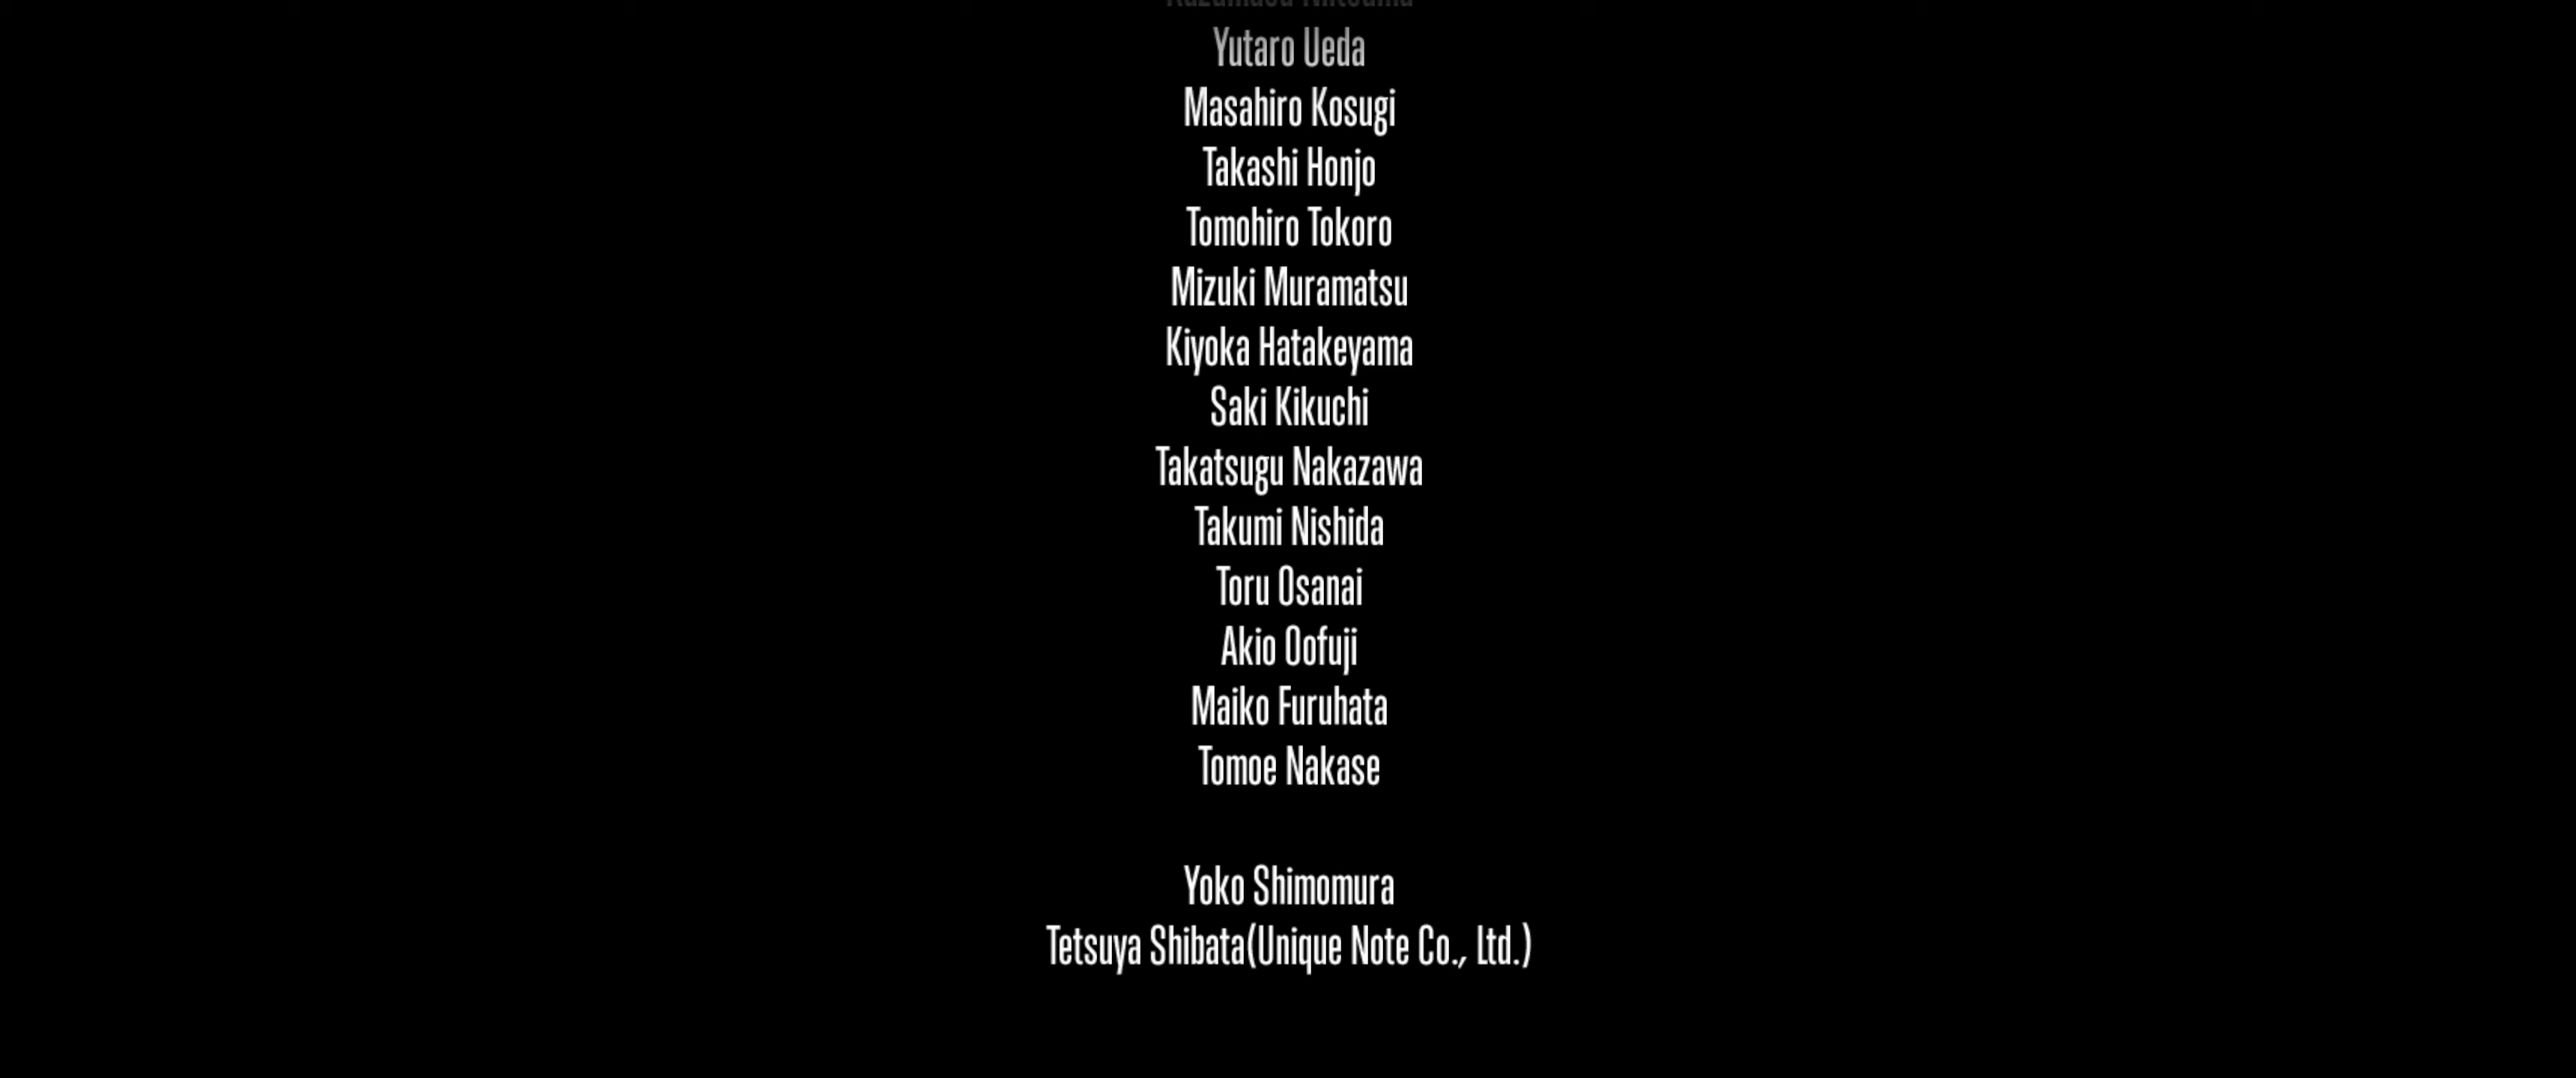 Yutaro Ueda
Masahiro Kosugi
Takashi Honjo
Tomohiro Tokoro
Mizuki Muramatsu
Kiyoka Hatakeyama
Saki Kikuchi
Takatsugu Nakazawa
Takumi Nishida
Toru Osanai
Akio Oofuji
Maiko Furuhata
Tomoe Nakase
Yoko Shimomura
Tetsuya Shibata(Unique Note Co., Ltd.)